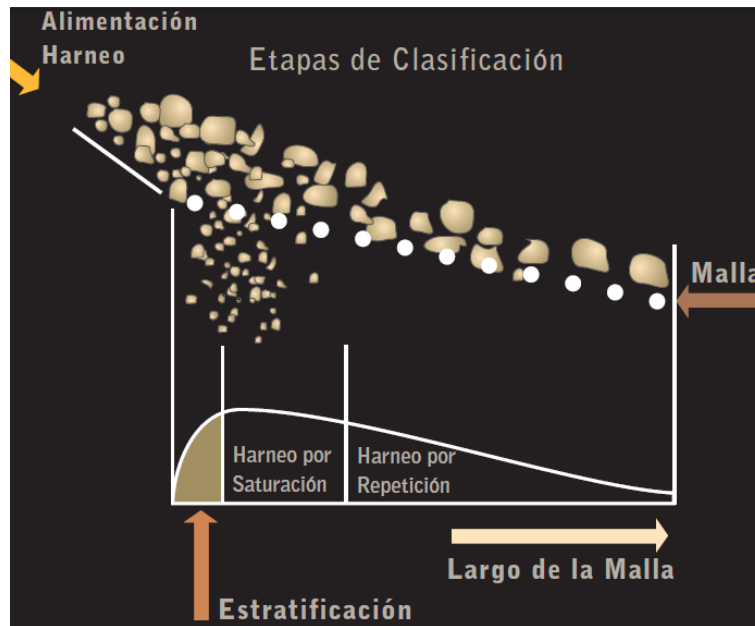 Alimentación
Harneo
Etapas de Clasificación
Malla
Harneo por
Saturación
Harneo por
Repetición
Largo de la Malla
Estratificación